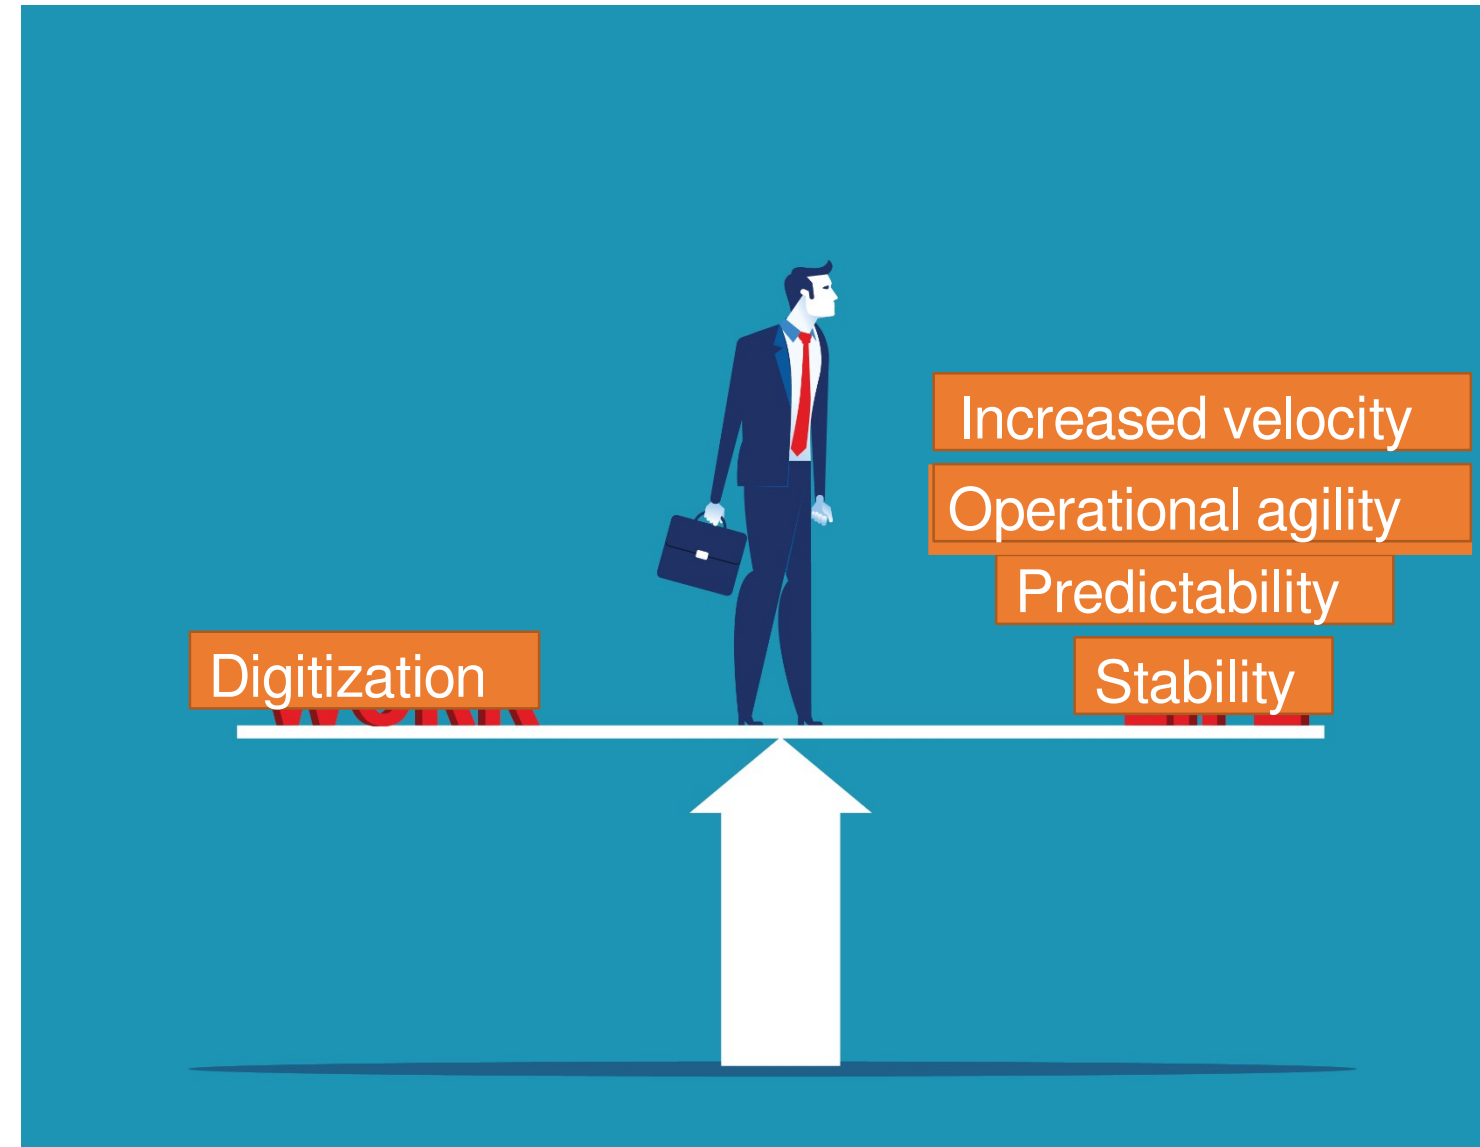 Increased velocity
Operational agility
Predictability
Digitization
Stability